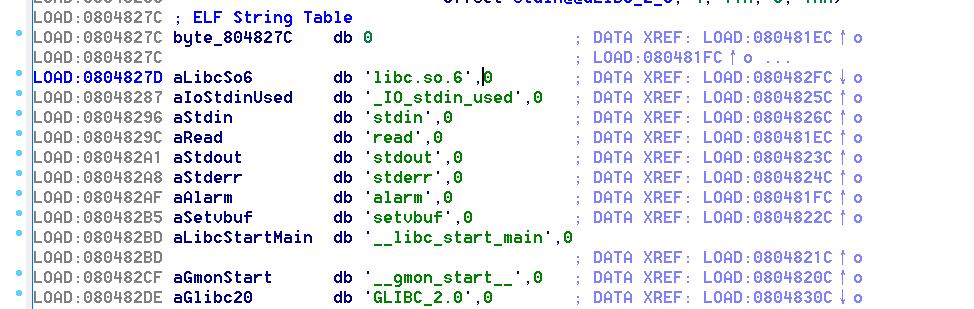 LOAD:0804827C ; ELF String Table
LOAD:0804827C byte_804827C db 0 ; DATA XREF: LOAD:080481EC↑o
LOAD:0804827C ; LOAD:080481FC↑o ...
LOAD:0804827D aLibcSo6 db 'libc.so.6',0 ; DATA XREF: LOAD:080482FC↓o
LOAD:08048287 aIoStdinUsed db '_IO_stdin_used',0 ; DATA XREF: LOAD:0804825C↑o
LOAD:08048296 aStdin db 'stdin',0 ; DATA XREF: LOAD:0804826C↑o
LOAD:0804829C aRead db 'read',0 ; DATA XREF: LOAD:080481EC↑o
LOAD:080482A1 aStdout db 'stdout',0 ; DATA XREF: LOAD:0804823C↑o
LOAD:080482A8 aStderr db 'stderr',0 ; DATA XREF: LOAD:0804824C↑o
LOAD:080482AF aAlarm db 'alarm',0 ; DATA XREF: LOAD:080481FC↑o
LOAD:080482B5 aSetvbuf db 'setvbuf',0 ; DATA XREF: LOAD:0804822C↑o
LOAD:080482BD aLibcStartMain db '__libc_start_main',0
LOAD:080482BD ; DATA XREF: LOAD:0804821C↑o
LOAD:080482CF aGmonStart db '__gmon_start__',0 ; DATA XREF: LOAD:0804820C↑o
LOAD:080482DE aGlibc20 db 'GLIBC_2.0',0 ; DATA XREF: LOAD:0804830C↓o